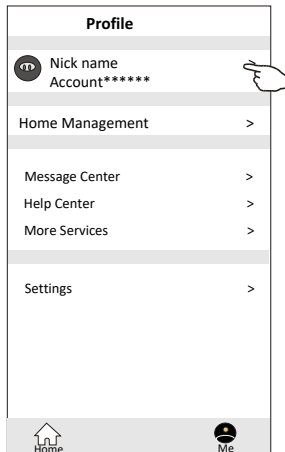 Profile
Nick name
Account******
Home Management >
Message Center >
Help Center >
More Services >
Settings >
Home Me